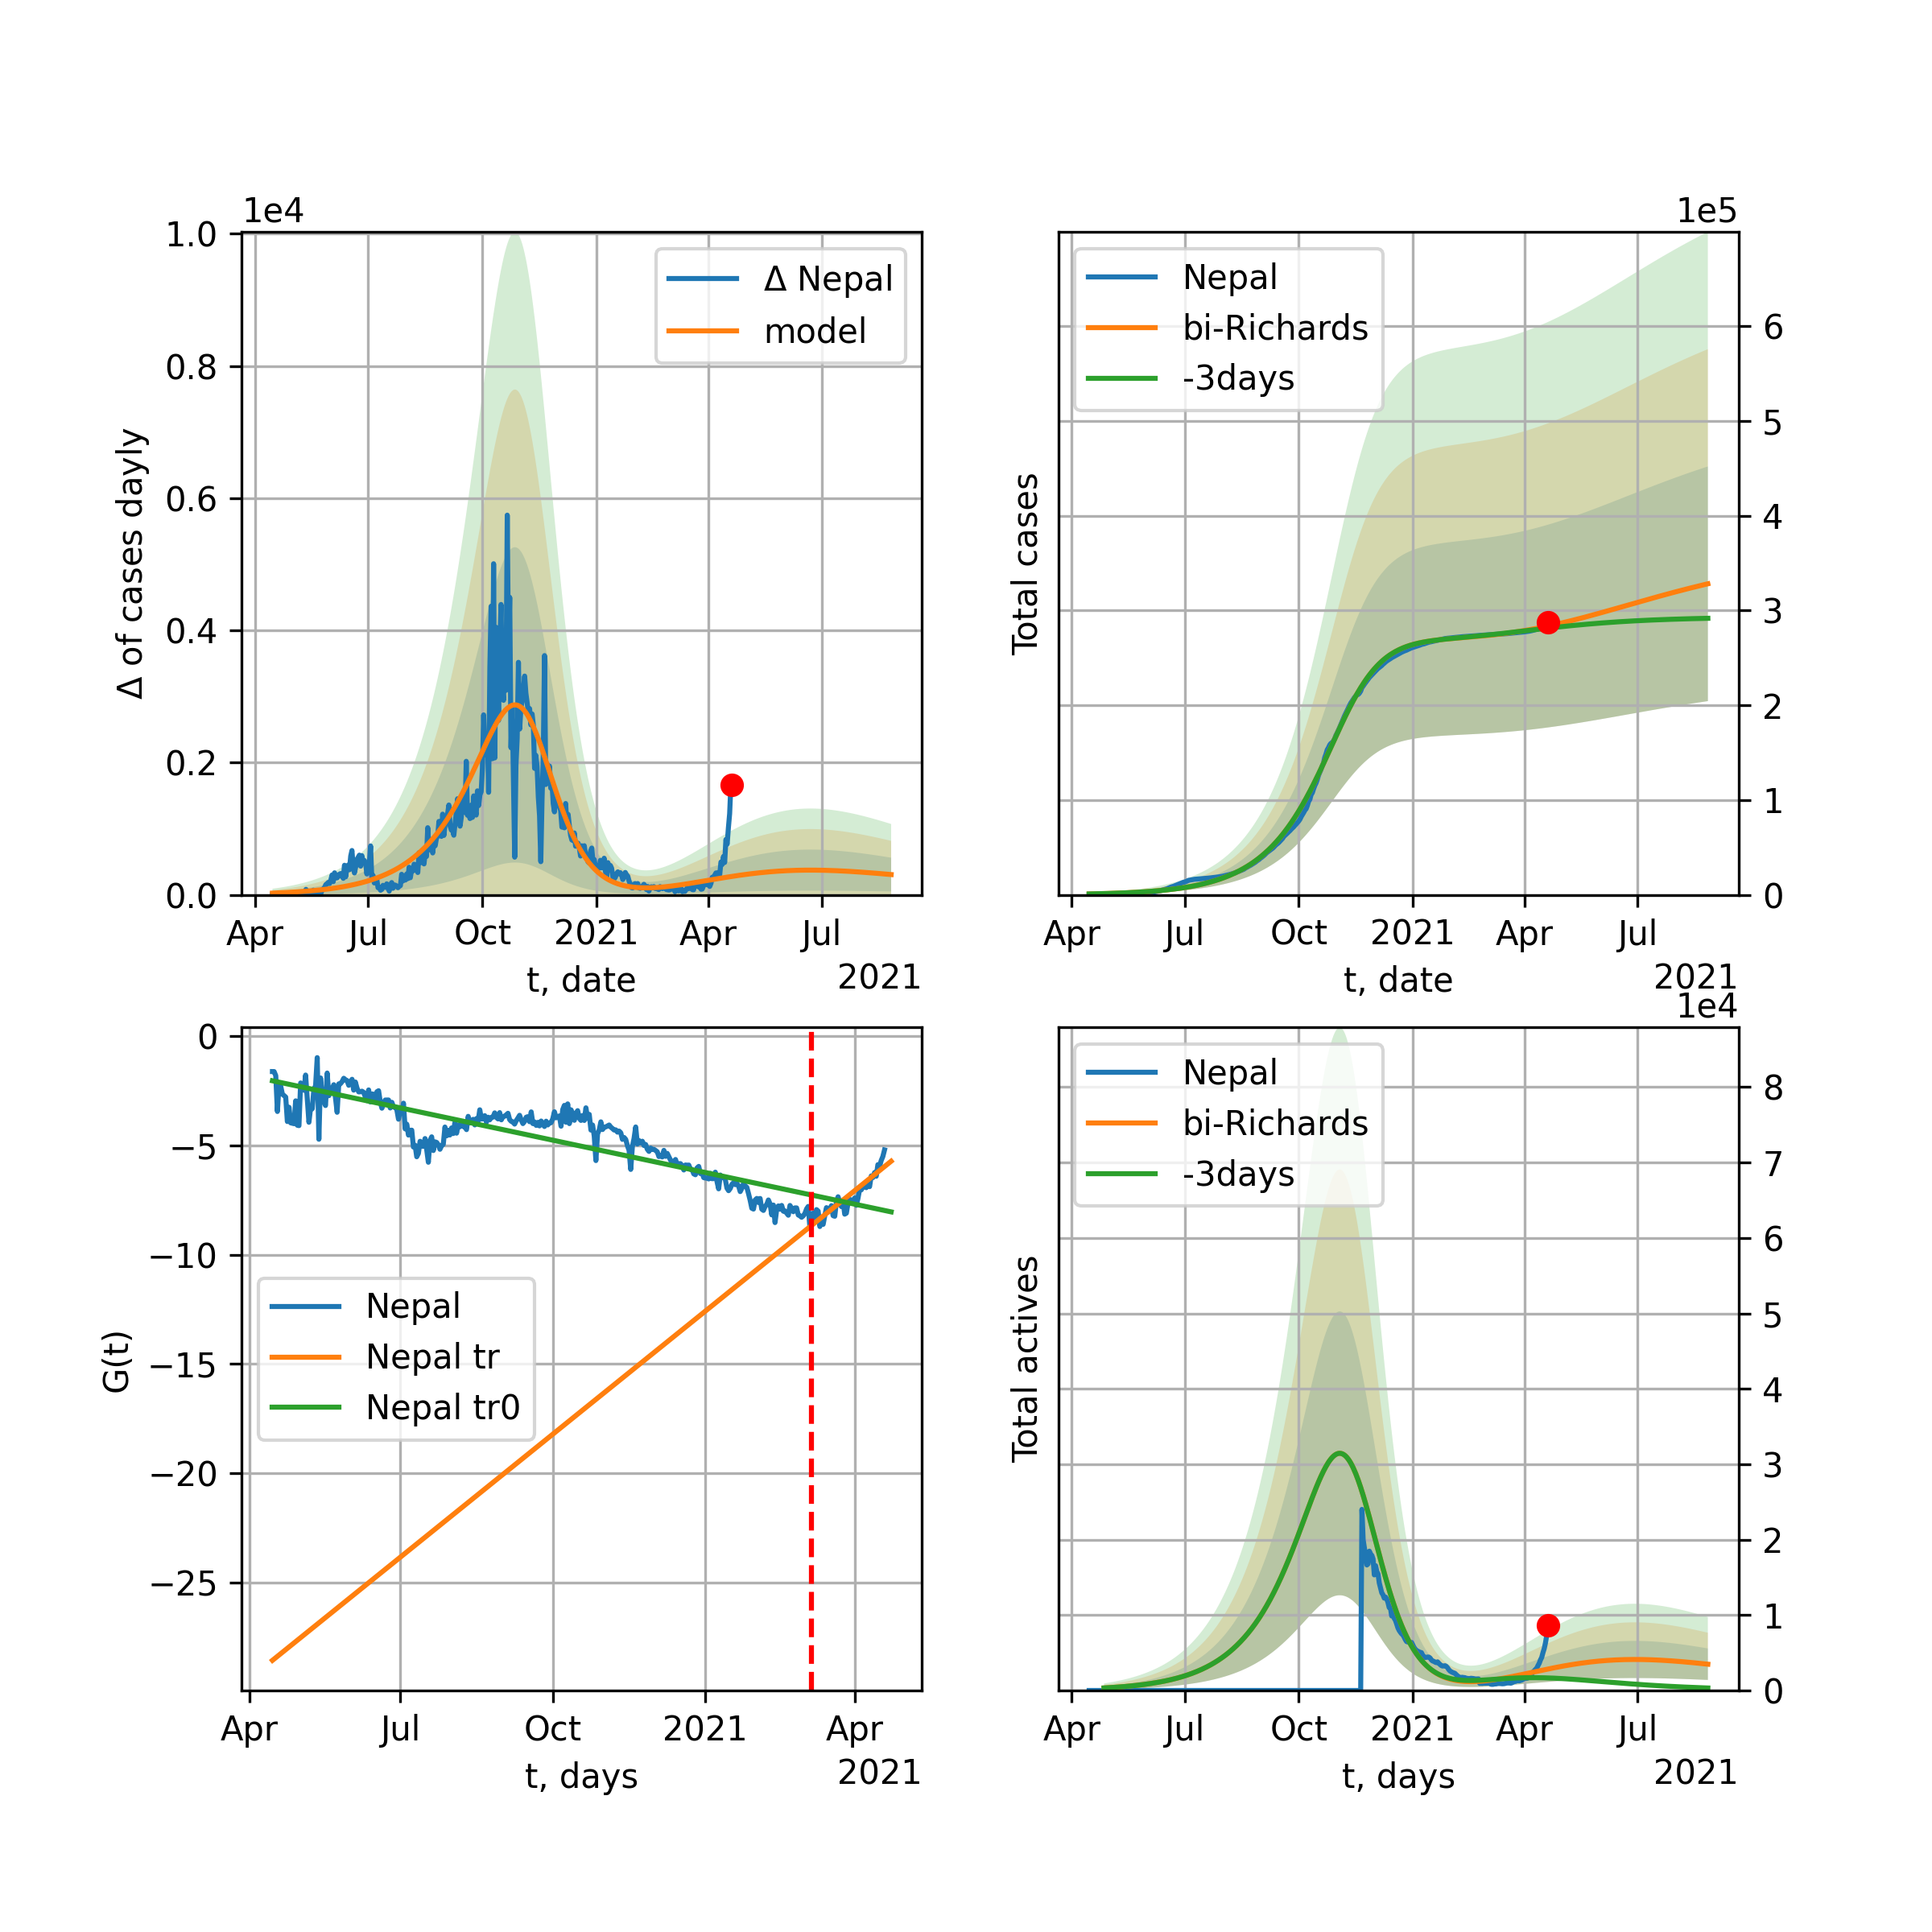 1e4
1.0
0.8
0.6
0.4
0.2
0.0
Δ of cases dayly
Δ Nepal
model
Apr Jul Oct 2021 Apr Jul
t, date
2021
1e5
Nepal
bi-Richards
-3days
6
5
4
3
2
1
0
Total cases
Apr Jul Oct 2021 Apr Jul
t, date
2021
0
−5
−10
−15
−20
−25
G(t)
Nepal
Nepal tr
Nepal tr0
Apr Jul Oct 2021 Apr
t, days
2021
1e4
Nepal
bi-Richards
-3days
8
7
6
5
4
3
2
1
0
Total actives
Apr Jul Oct 2021 Apr Jul
t, days
2021